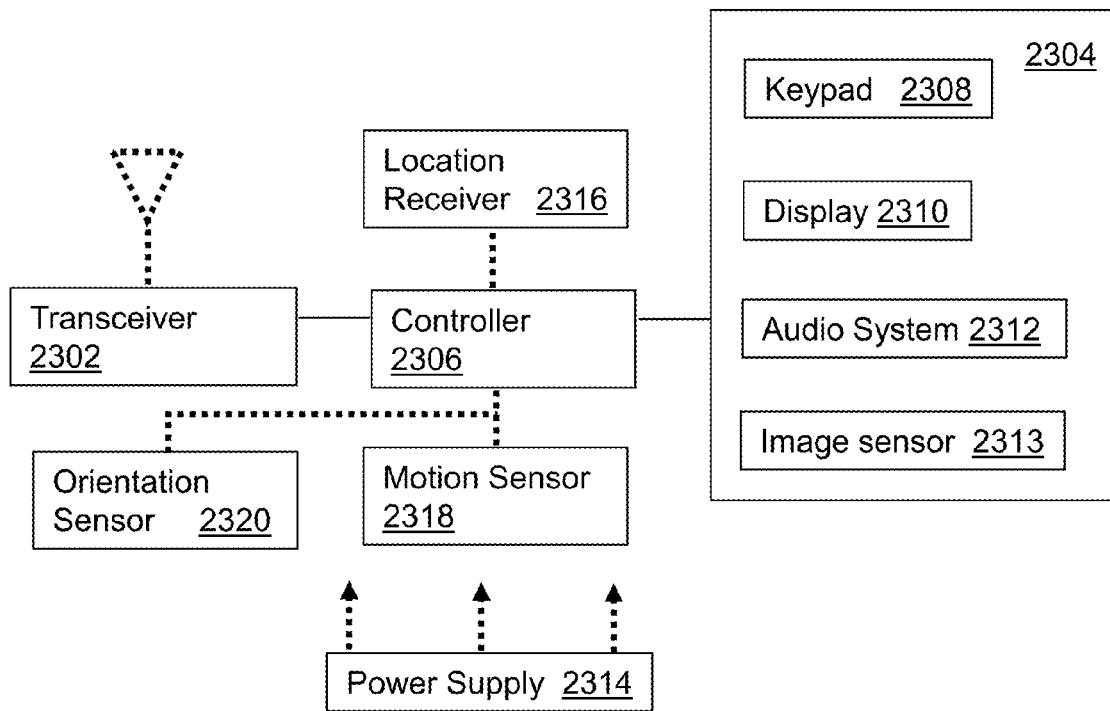 2304
Keypad 2308
Location
Receiver 2316
Display 2310
Transceiver
2302
Controller
2306
Audio System 2312
Image sensor 2313
Orientation
Sensor 2320
Motion Sensor
2318
Power Supply 2314